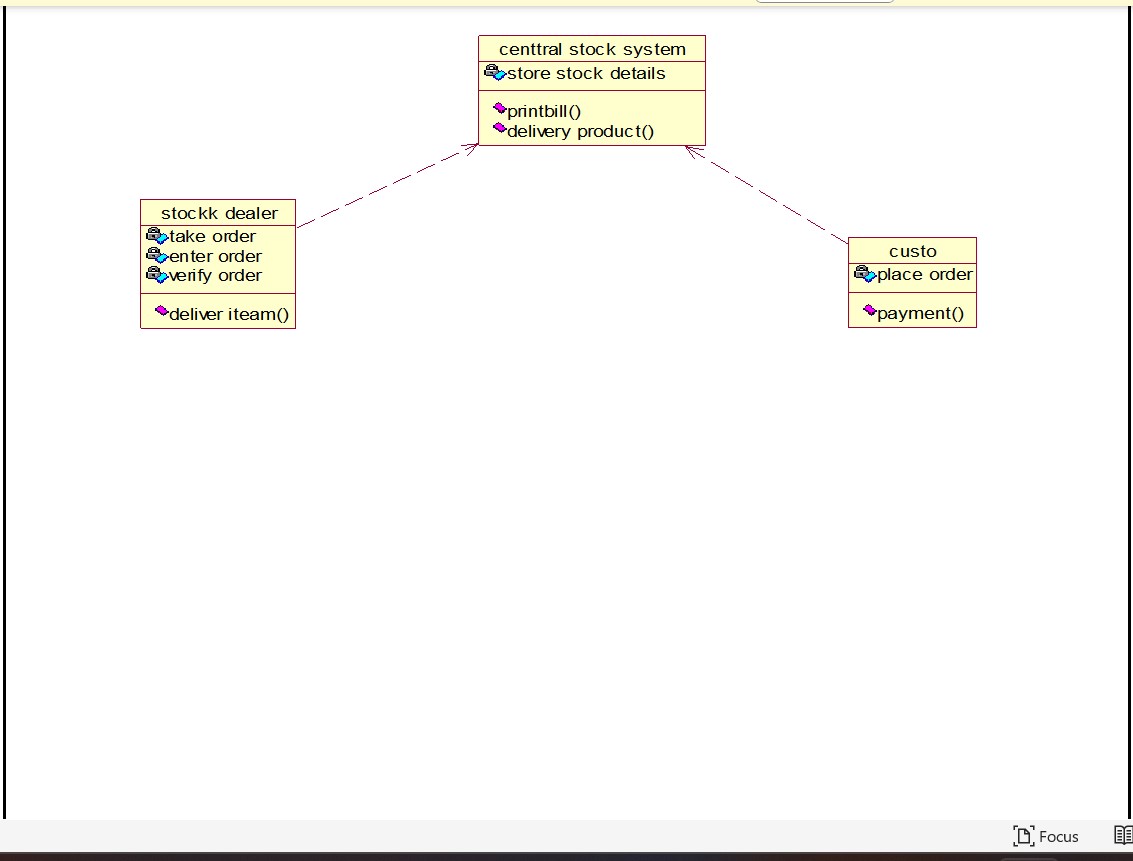 centtral stock system
store stock details
printbill()
delivery product()
stockk dealer
take order
enter order
verify order
deliver iteam()
custo
place order
payment()
Focus